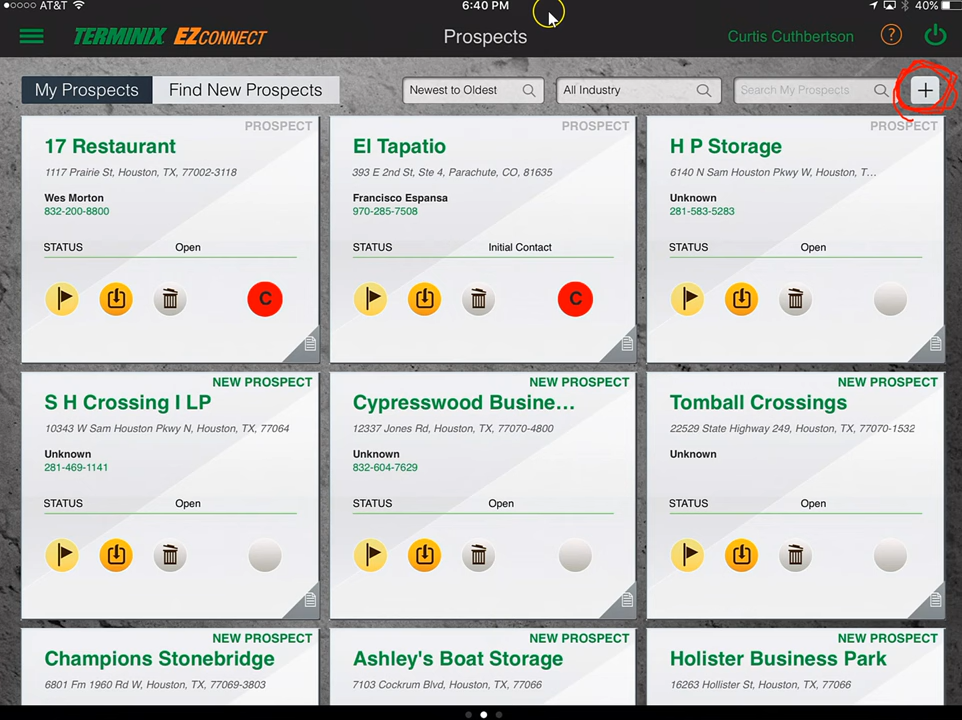 AT&T 6:40 PM 40%
TERMINIX EZCONNECT Prospects Curtis Cuthbertson ?
My Prospects Find New Prospects Newest to Oldest All Industry Search My Prospects +
PROSPECT PROSPECT PROSPECT
17 Restaurant El Tapatio H P Storage
1117 Prairie St, Houston, TX, 77002-3118 393 E 2nd St, Ste 4, Parachute, CO, 81635 6140 N Sam Houston Pkwy W, Houston, T...
Wes Morton Francisco Espansa Unknown
832-200-8800 970-285-7508 281-583-5283
STATUS Open STATUS Initial Contact STATUS Open
C C
NEW PROSPECT NEW PROSPECT NEW PROSPECT
S H Crossing I LP Cypresswood Busine... Tomball Crossings
10343 W Sam Houston Pkwy N, Houston, TX, 77064 12337 Jones Rd, Houston, TX, 77070-4800 22529 State Highway 249, Houston, TX, 77070-1532
Unknown Unknown Unknown
281-469-1141 832-604-7629
STATUS Open STATUS Open STATUS Open
NEW PROSPECT NEW PROSPECT NEW PROSPECT
Champions Stonebridge Ashley's Boat Storage Holister Business Park
6801 Fm 1960 Rd W, Houston, TX, 77069-3803 7103 Cockrum Blvd, Houston, TX, 77066 16263 Hollister St, Houston, TX, 77066